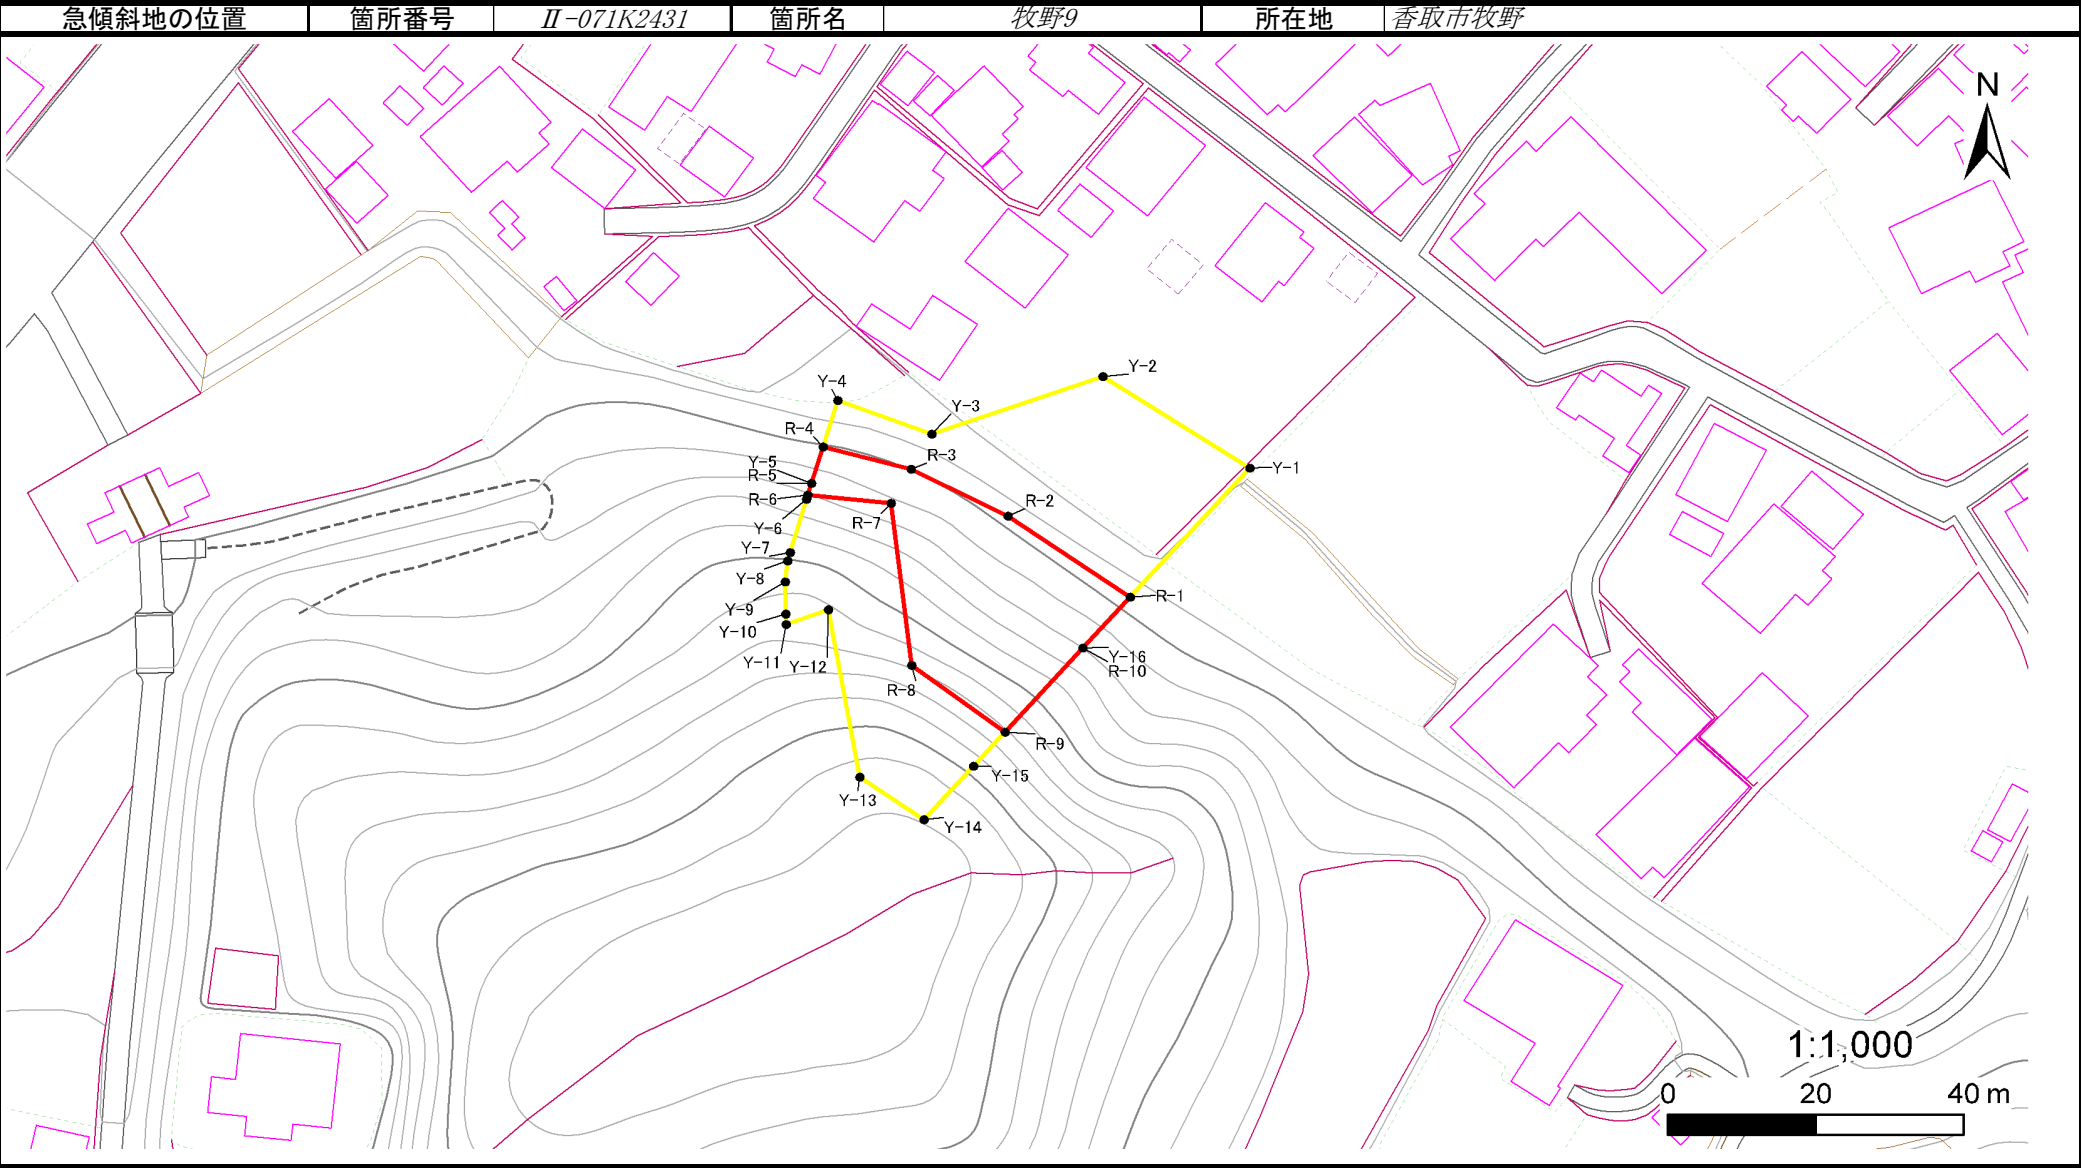 急傾斜地の位置 箇所番号 Ⅱ-071K2431 箇所名 牧野9 所在地 香取市牧野
N
Y-2
Y-4
Y-3
R-4
R-3
Y-5
Y-1
R-5
R-6
R-2
R-7
Y-6
Y-7
Y-8
R-1
Y-9
Y-10
Y-16
Y-11
Y-12
R-10
R-8
R-9
Y-15
Y-13
Y-14
1:1,000
0 20 40 m